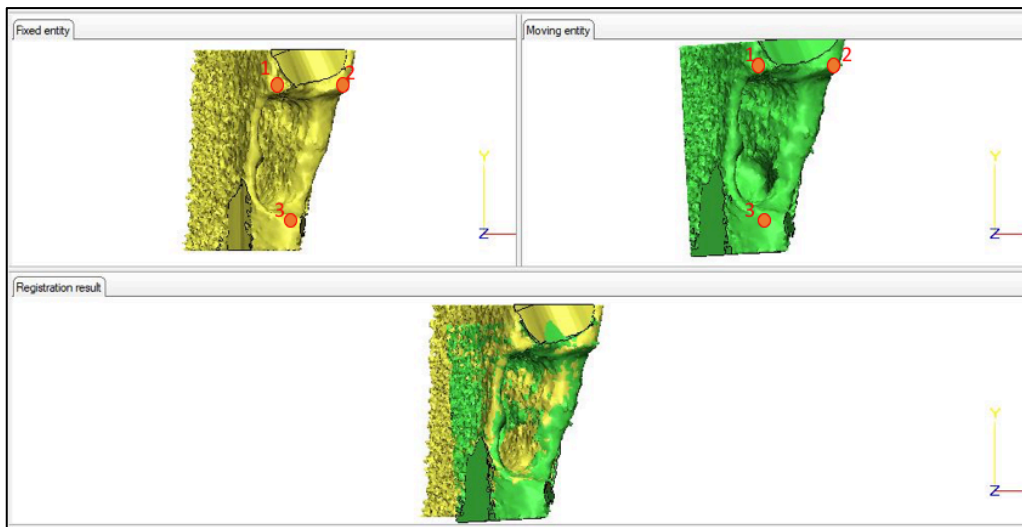 Fixed entity
Moving entity
1
2
3
Y
Z
1
2
3
Y
Z
Registration result
Y
Z